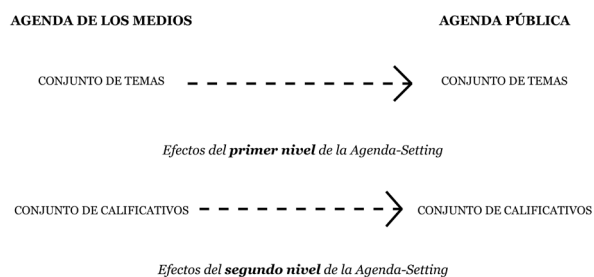 AGENDA DE LOS MEDIOS AGENDA PÚBLICA
CONJUNTO DE TEMAS CONJUNTO DE TEMAS
Efectos del primer nivel de la Agenda-Setting
CONJUNTO DE CALIFICATIVOS CONJUNTO DE CALIFICATIVOS
Efectos del segundo nivel de la Agenda-Setting